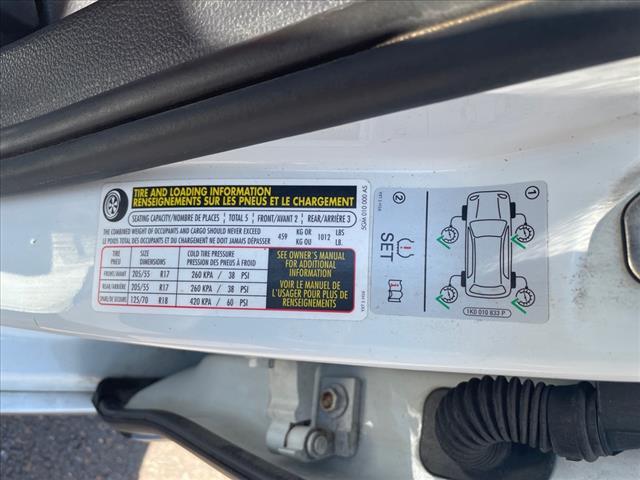 TIRE AND LOADING INFORMATION
RENSEIGNEMENTS SUR LES PNEUS ET LE CHARGEMENT
SEATING CAPACITY/NOMBRE DE PLACES TOTAL 5 FRONT/AVANT 2 REAR/ARRIÈRE 3
THE COMBINED WEIGHT OF OCCUPANTS AND CARGO SHOULD NEVER EXCEED
LE POIDS TOTAL DES OCCUPANTS ET DU CHARGEMENT NE DOIT JAMAIS DÉPASSER
459 KG OR 1012 LBS
KG OU LB.
TIRE SIZE COLD TIRE PRESSURE
PNEU DIMENSIONS PRESSION DES PNEUS À FROID
FRONT/AVANT 205/55 R17 260 KPA / 38 PSI
REAR/ARRIÈRE 205/55 R17 260 KPA / 38 PSI
SPARE/DE SECOURS 125/70 R18 420 KPA / 60 PSI
SEE OWNER'S MANUAL
FOR ADDITIONAL
INFORMATION
VOIR LE MANUEL DE
L'USAGER POUR PLUS DE
RENSEIGNEMENTS
5QM 010 000 AS
2
SET
1
1K0 010 833 P